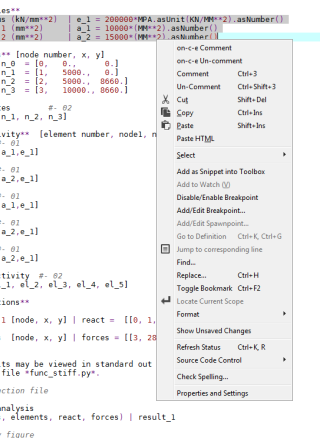 es**
(kN/mm**2) | e_1 = 200000*MPA.asUnit(KN/MM**2).asNumber()
1 (mm**2) | a_1 = 10000*(MM**2).asNumber()
2 (mm**2) | a_2 = 15000*(MM**2).asNumber()
** [node number, x, y]
n_0 = [0, 0., 0.]
n_1 = [1, 5000., 0.]
n_2 = [2, 5000., 8660.]
n_3 = [3, 10000., 8660.]
es #- 02
n_1, n_2, n_3]
ivity** [element number, node1, n
#- 01
a_1,e_1]
#- 01
a_2,e_1]
#- 01
a_1,e_1]
#- 01
a_2,e_1]
#- 01
a_2,e_1]
ctivity #- 02
_1, el_2, el_3, el_4, el_5]
ions**
1 [node, x, y] | react = [[0, 1,
[node, x, y] | forces = [[3, 28
ts may be viewed in standard out
file *func_stiff.py*.
ction file
analysis
, elements, react, forces) | result_1
figure
on-c-e Comment
on-c-e Un-comment
Comment Ctrl+3
Un-Comment Ctrl+Shift+3
Cut Shift+Del
Copy Ctrl+Ins
Paste Shift+Ins
Paste HTML
Select
Add as Snippet into Toolbox
Add to Watch (V)
Disable/Enable Breakpoint
Add/Edit Breakpoint...
Add/Edit Spawnpoint...
Go to Definition Ctrl+K, Ctrl+G
Jump to corresponding line
Find...
Replace... Ctrl+H
Toggle Bookmark Ctrl+F2
Locate Current Scope
Format
Show Unsaved Changes
Refresh Status Ctrl+K, R
Source Code Control
Check Spelling...
Properties and Settings